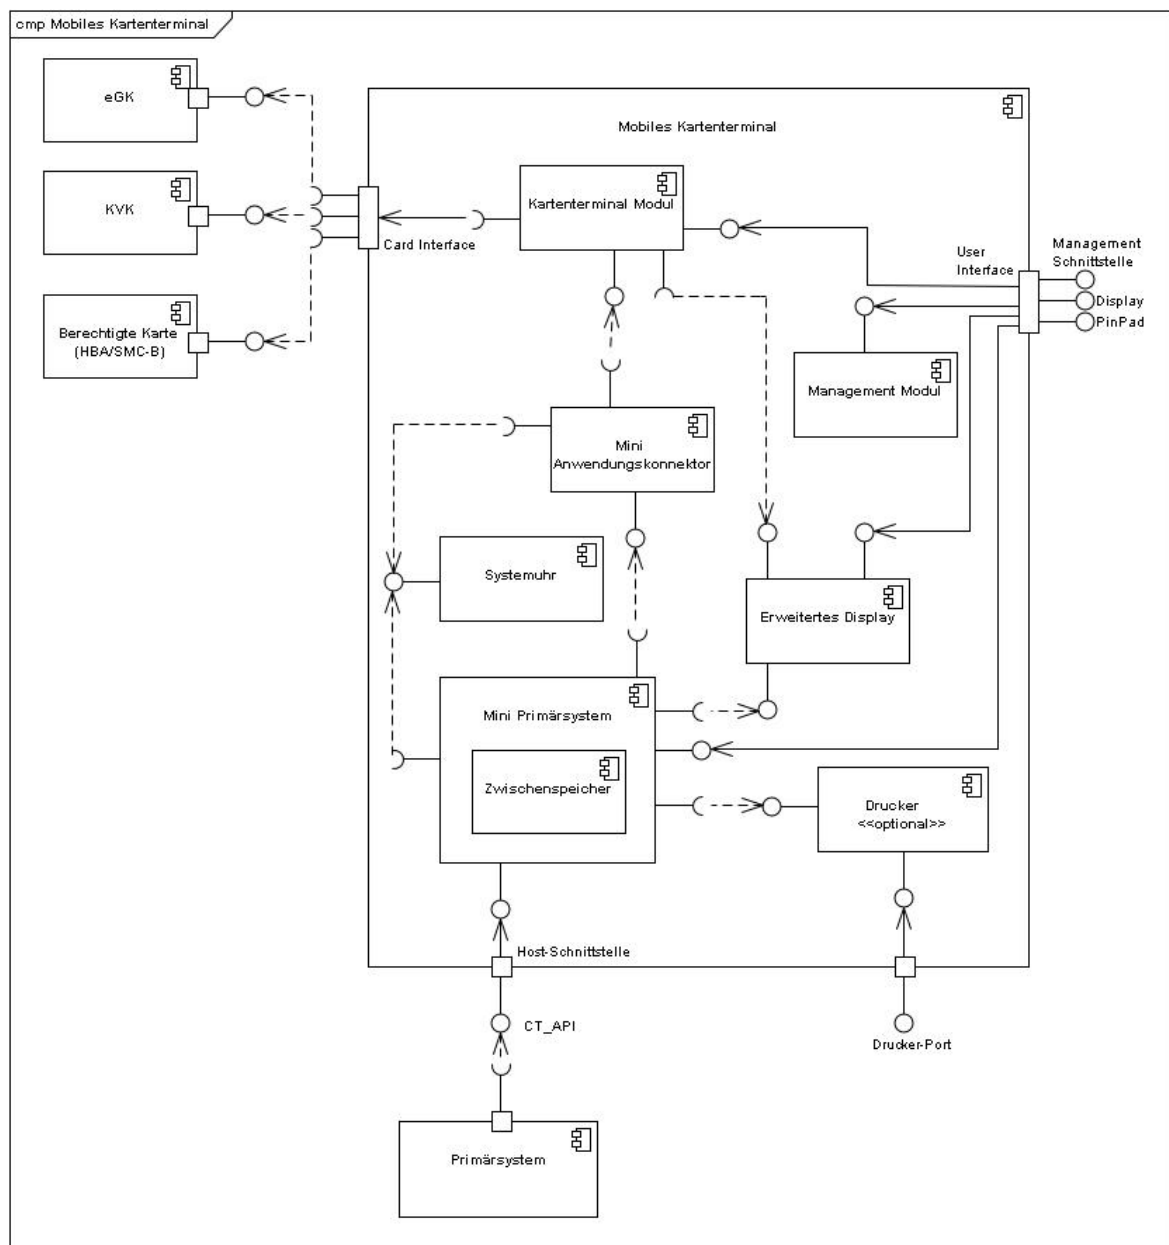 cmp Mobiles Kartenterminal
eGK
Mobiles Kartenterminal
KVK
Kartenterminal Modul
Card Interface
User
Interface
Management
Schnittstelle
Display
PinPad
Berechtigte Karte
(HBA/SMC-B)
Management Modul
Mini
Anwendungskonnektor
Systemuhr
Erweitertes Display
Mini Primärsystem
Zwischenspeicher
Drucker
<<optional>>
Host-Schnittstelle
CT_API
Drucker-Port
Primärsystem